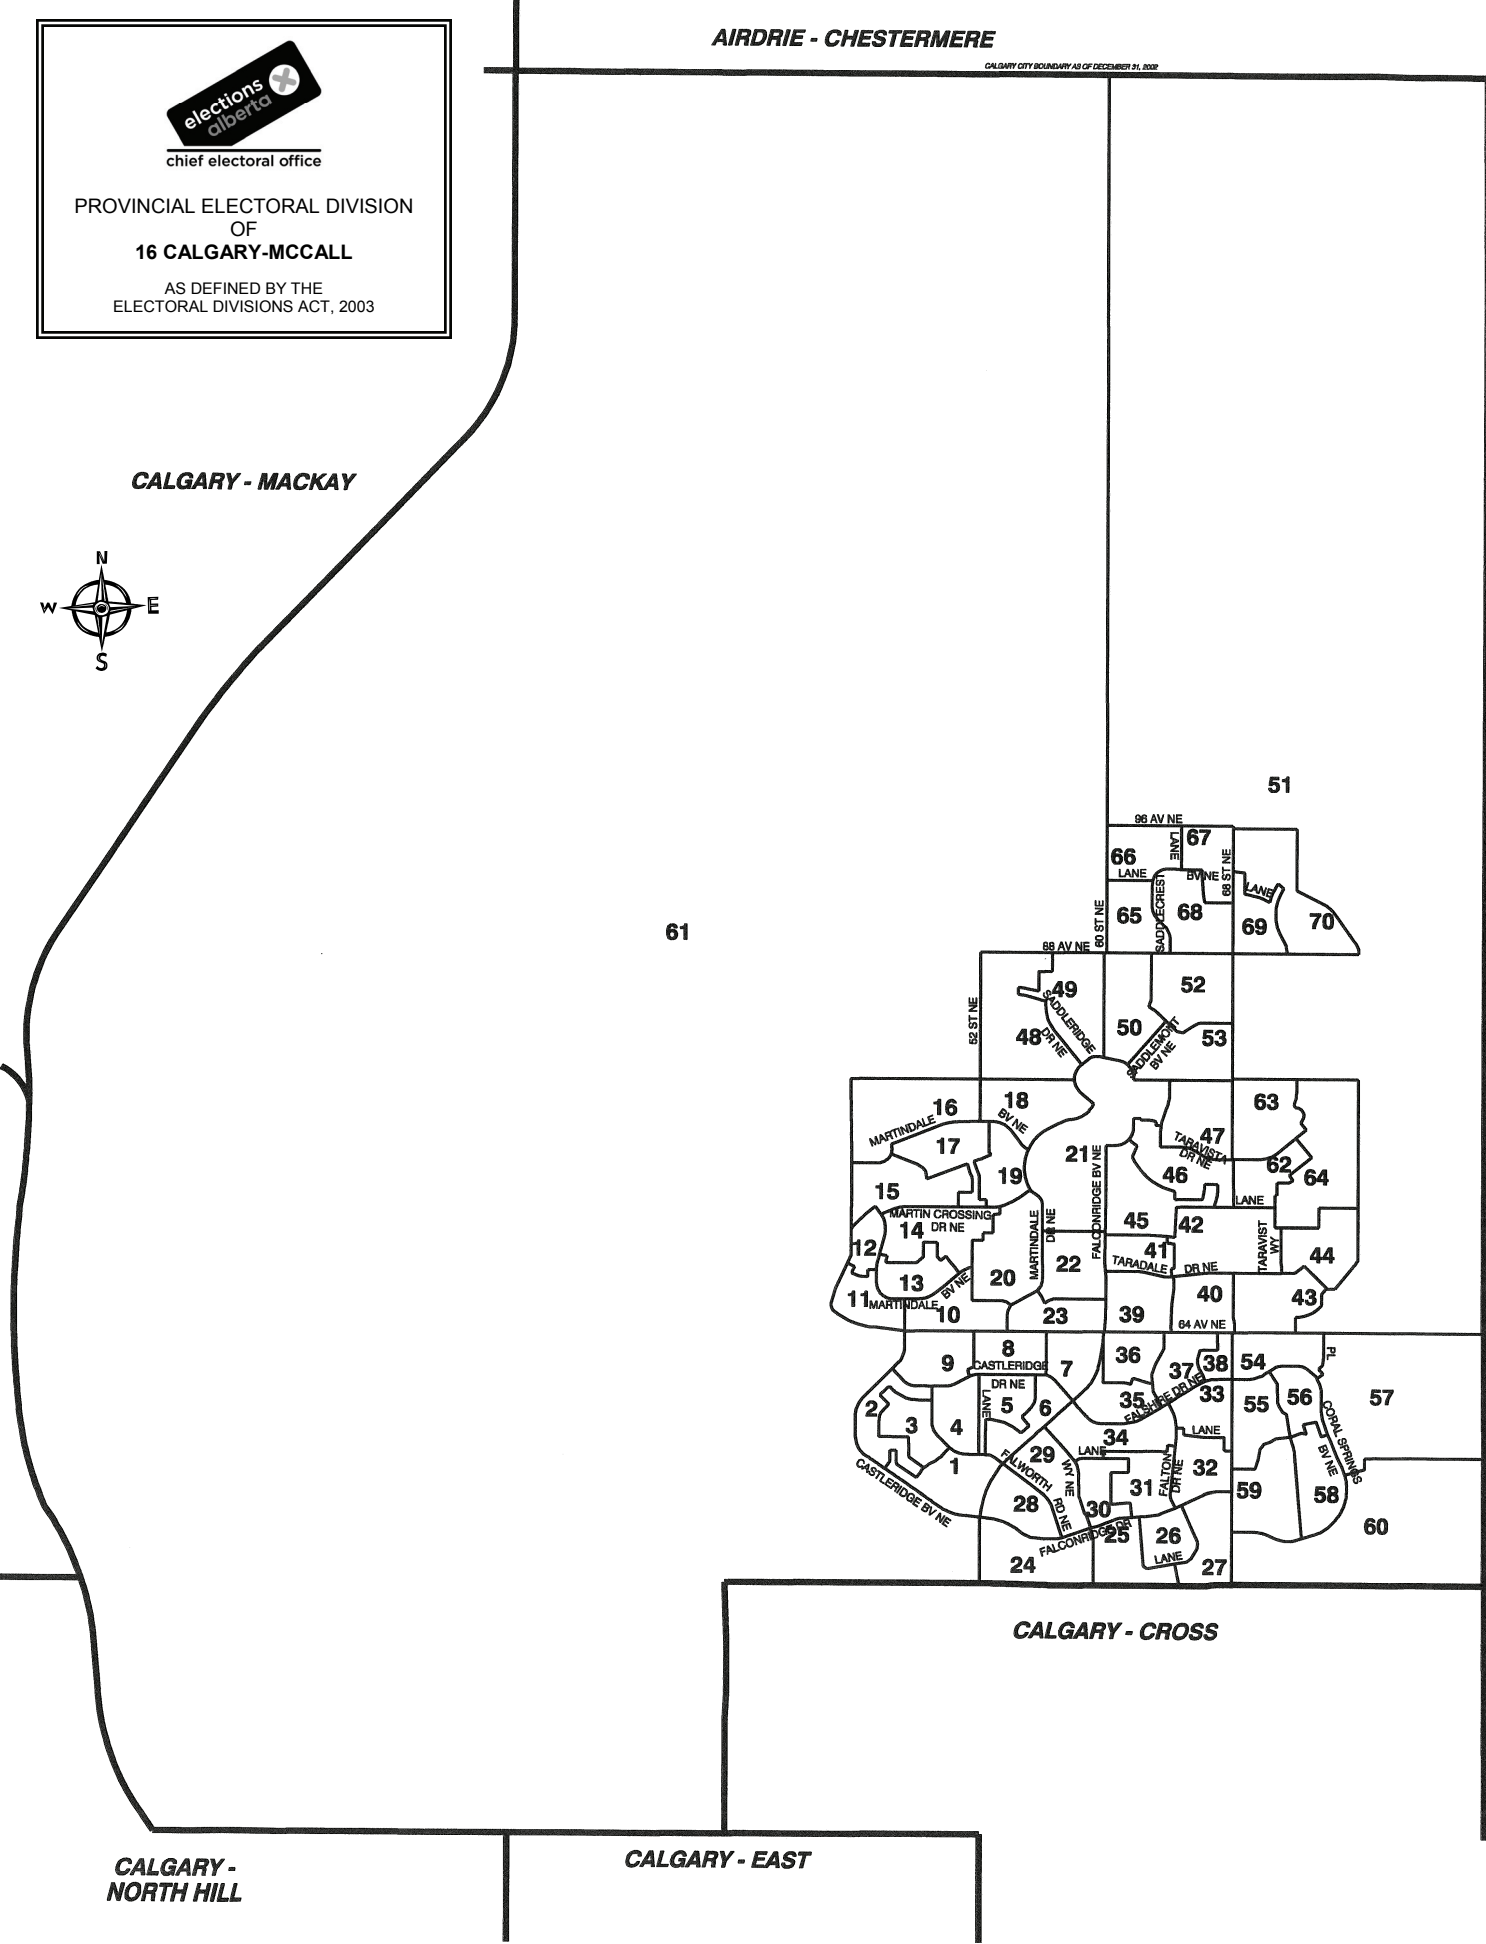 AIRDRIE - CHESTERMERE
CALGARY CITY BOUNDARY AS OF DECEMBER 31, 2002
elections
alberta
chief electoral office
PROVINCIAL ELECTORAL DIVISION
OF
16 CALGARY-MCCALL
AS DEFINED BY THE
ELECTORAL DIVISIONS ACT, 2003
CALGARY - MACKAY
N
W
E
S
51
96 AV NE
67
LANE
66
68 ST NE
LANE
BV NE
LANE
SADDLECREST
65
68
69
70
60 ST NE
61
88 AV NE
52
49
SADDLERIDGE
DR NE
48
50
52 ST NE
SADDLEMONT
BV NE
53
18
BV NE
16
MARTINDALE
17
63
47
TARAVISTA
DR NE
21
FALCONRIDGE BV NE
62
46
64
19
15
LANE
MARTIN CROSSING
DR NE
14
MARTINDALE
DR NE
45
42
TARAVIST
WY
12
41
44
22
TARADALE
DR NE
13
20
BV NE
11
MARTINDALE
10
40
43
23
39
64 AV NE
8
CASTLERIDGE
DR NE
9
7
36
37
38
54
PL
35
FALSHIRE DR NE
33
55
56
57
2
LANE
5
6
3
4
34
LANE
LANE
CORAL SPRINGS
BV NE
1
29
FALWORTH
RD NE
WY NE
FALTON
DR NE
32
31
59
58
CASTLERIDGE BV NE
28
30
60
FALCONRIDGE DR
25
26
LANE
24
27
CALGARY - CROSS
CALGARY - EAST
CALGARY -
NORTH HILL